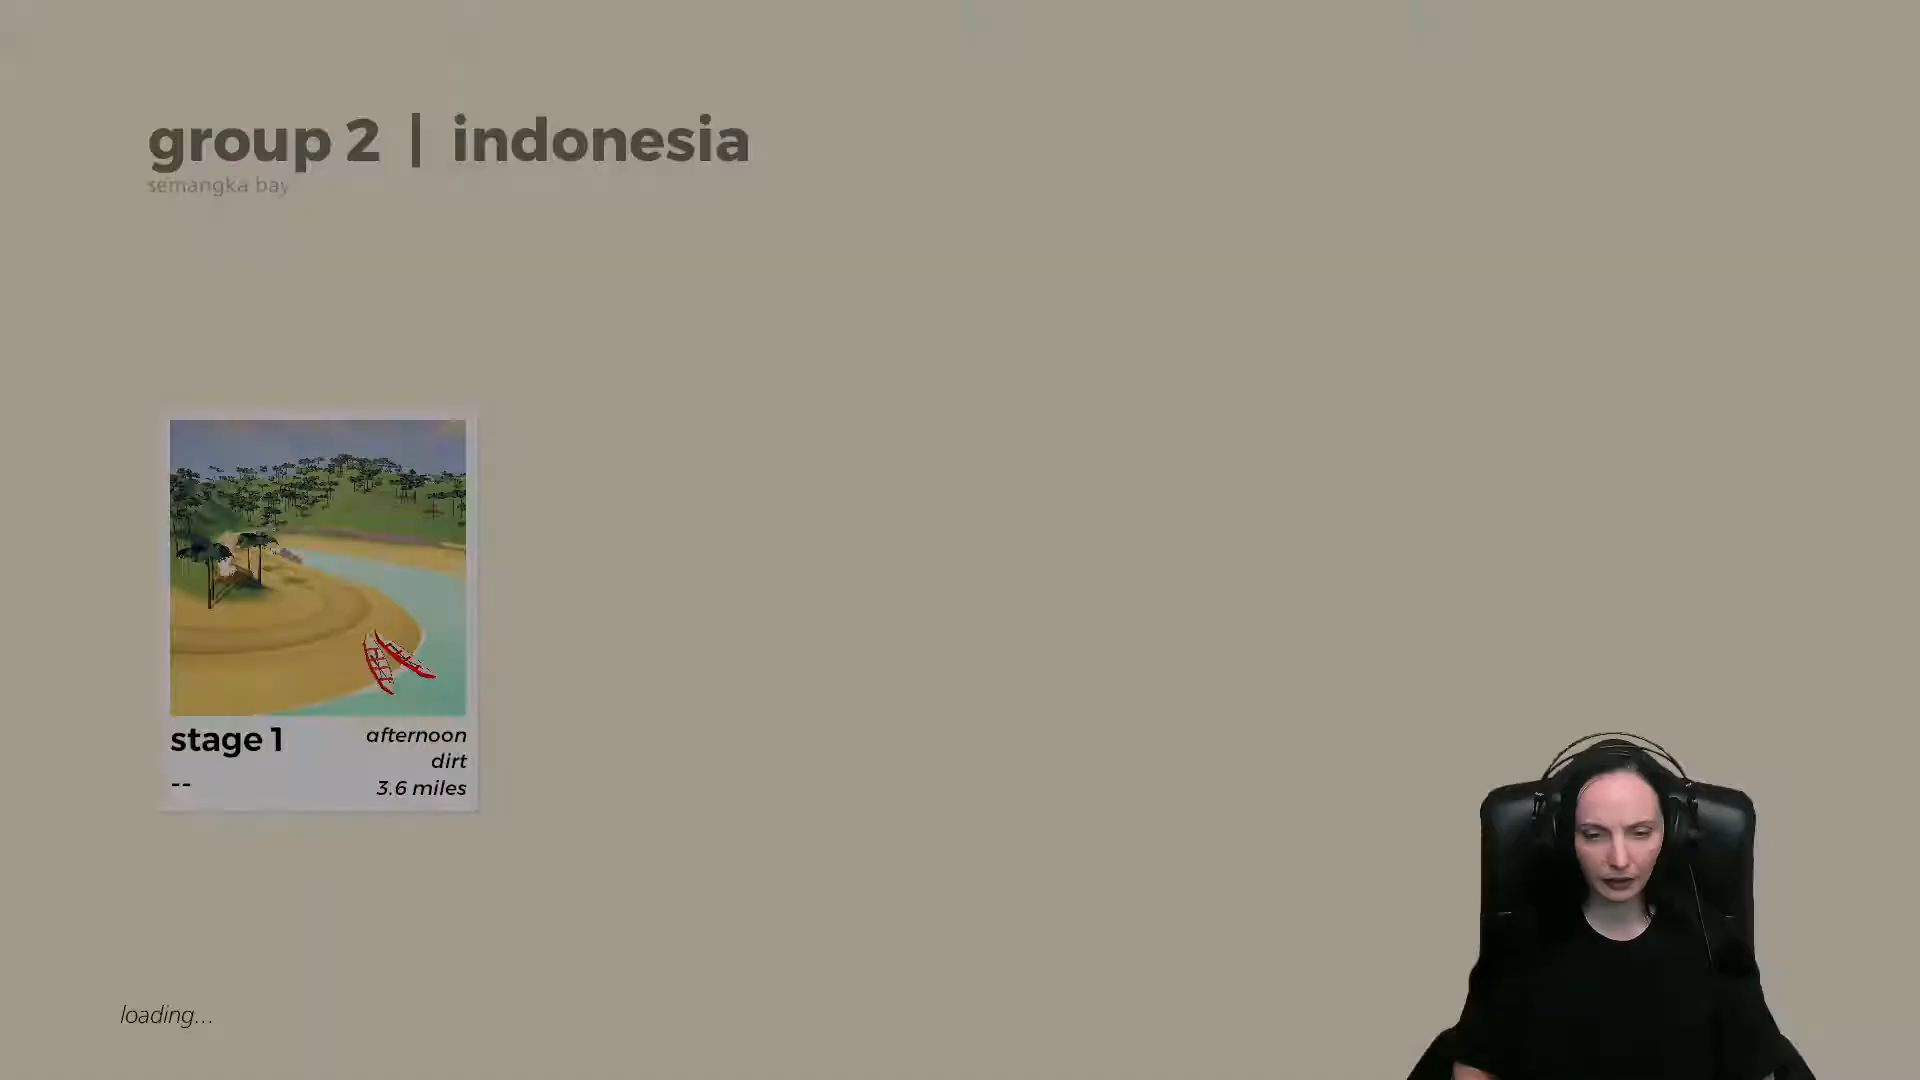 group 2 | indonesia
semangka bay
stage 1
afternoon
dirt
--
3.6 miles
loading...